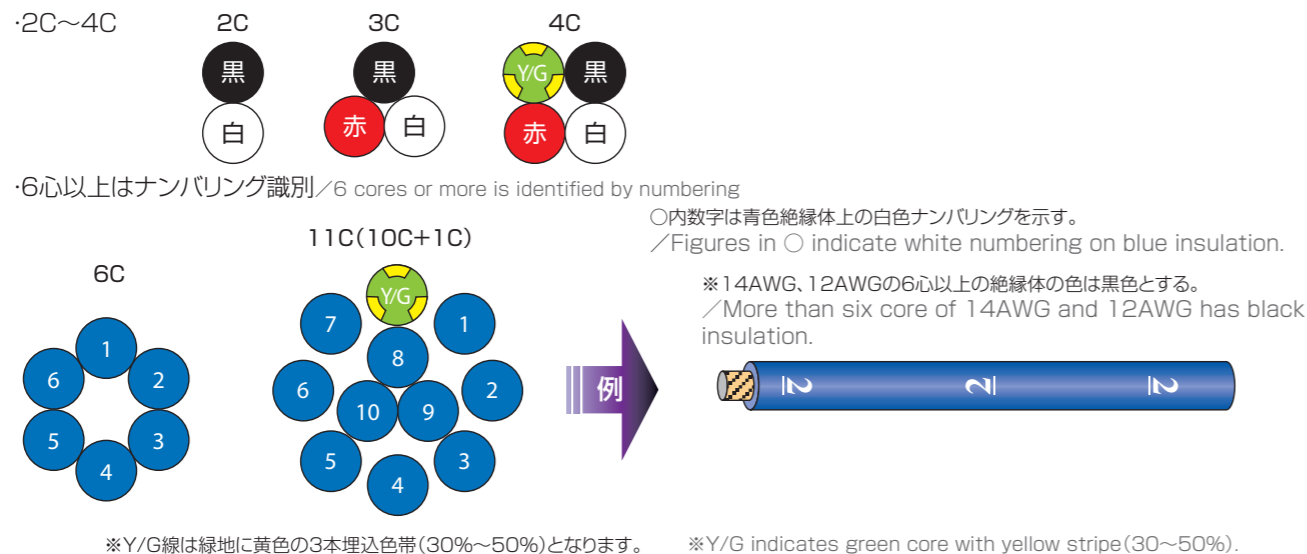 ·2C～4C
2C
3C
4C
黒
白
黒
赤
白
Y/G
黒
赤
白
·6心以上はナンバリング識別／6 cores or more is identified by numbering
○内数字は青色絶縁体上の白色ナンバリングを示す。
／Figures in ○ indicate white numbering on blue insulation.
※14AWG、12AWGの6心以上の絶縁体の色は黒色とする。
／More than six core of 14AWG and 12AWG has black
insulation.
6C
1
2
3
4
5
6
11C(10C+1C)
Y/G
1
2
3
4
5
6
7
8
9
10
例
2
2
2
※Y/G線は緑地に黄色の3本埋込色帯(30%～50%)となります。
※Y/G indicates green core with yellow stripe(30～50%).